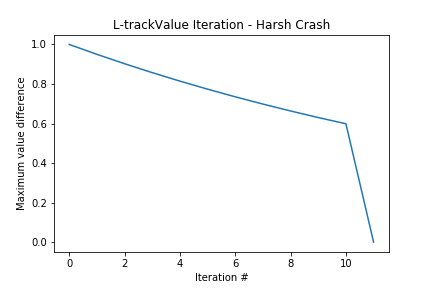 L-trackValue Iteration - Harsh Crash
Maximum value difference
1.0
0.8
0.6
0.4
0.2
0.0
0 2 4 6 8 10
Iteration #